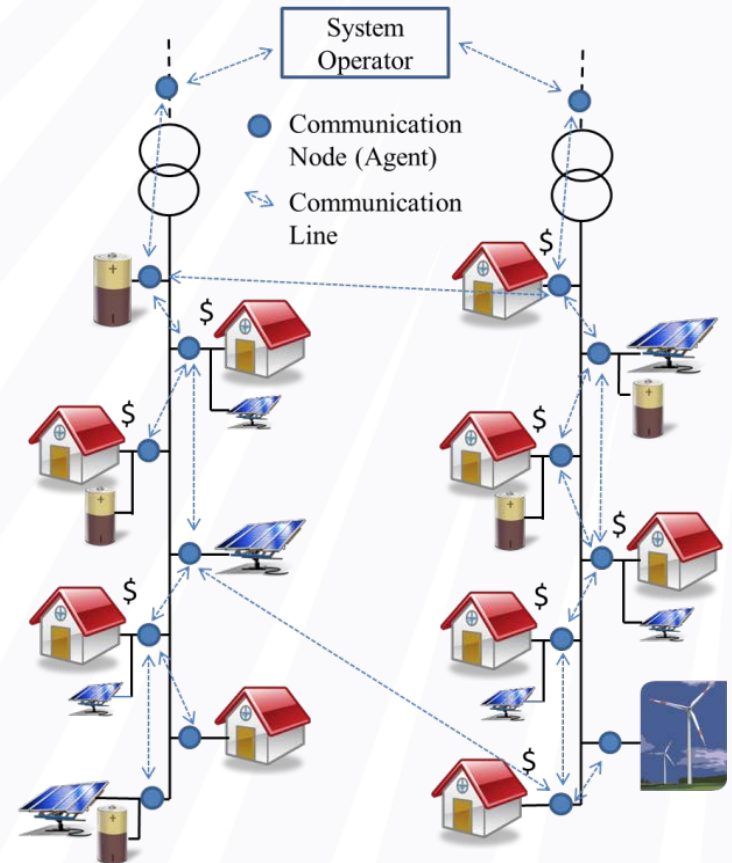 System
Operator
Communication
Node (Agent)
Communication
Line
$
$
$
$
$
$
$
$
$